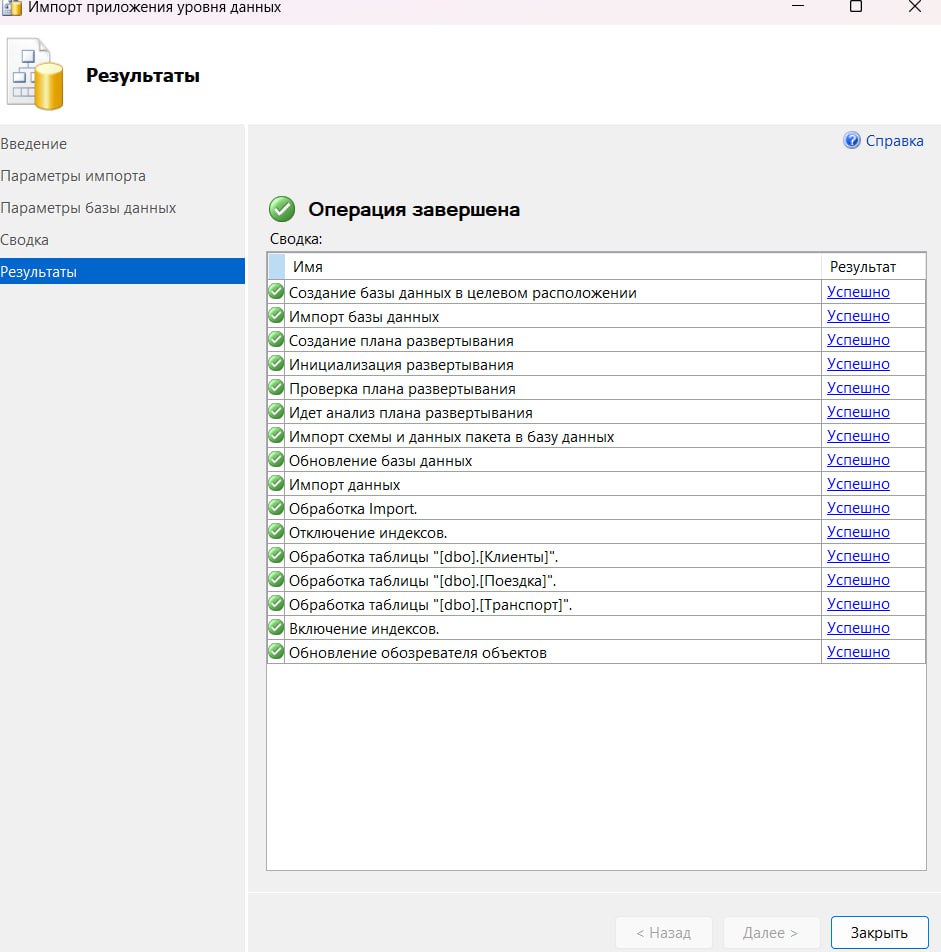 Импорт приложения уровня данных
Результаты
Введение
Параметры импорта
Параметры базы данных
Сводка
Результаты
Справка
Операция завершена
Сводка:
Имя Результат
Создание базы данных в целевом расположении Успешно
Импорт базы данных Успешно
Создание плана развертывания Успешно
Инициализация развертывания Успешно
Проверка плана развертывания Успешно
Идет анализ плана развертывания Успешно
Импорт схемы и данных пакета в базу данных Успешно
Обновление базы данных Успешно
Импорт данных Успешно
Обработка Import. Успешно
Отключение индексов. Успешно
Обработка таблицы "[dbo].[Клиенты]". Успешно
Обработка таблицы "[dbo].[Поездка]". Успешно
Обработка таблицы "[dbo].[Транспорт]". Успешно
Включение индексов. Успешно
Обновление обозревателя объектов Успешно
< Назад Далее > Закрыть